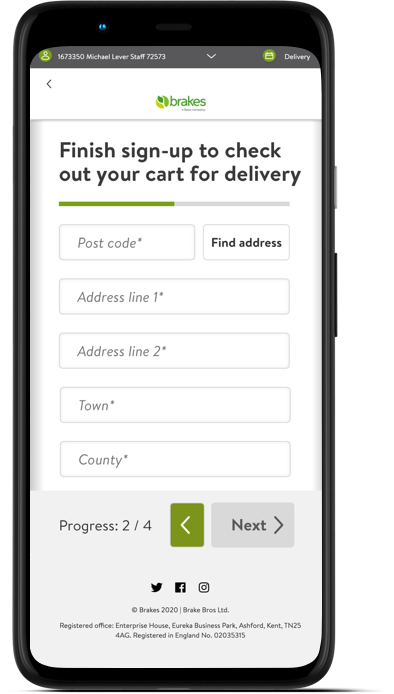 1673350 Michael Lever Staff 72573
Delivery
brakes
Finish sign-up to check
out your cart for delivery
Post code*
Find address
Address line 1*
Address line 2*
Town*
County*
Progress: 2 / 4
Next
© Brakes 2020 | Brake Bros Ltd.
Registered office: Enterprise House, Eureka Business Park, Ashford, Kent, TN25
4AG. Registered in England No. 02035315